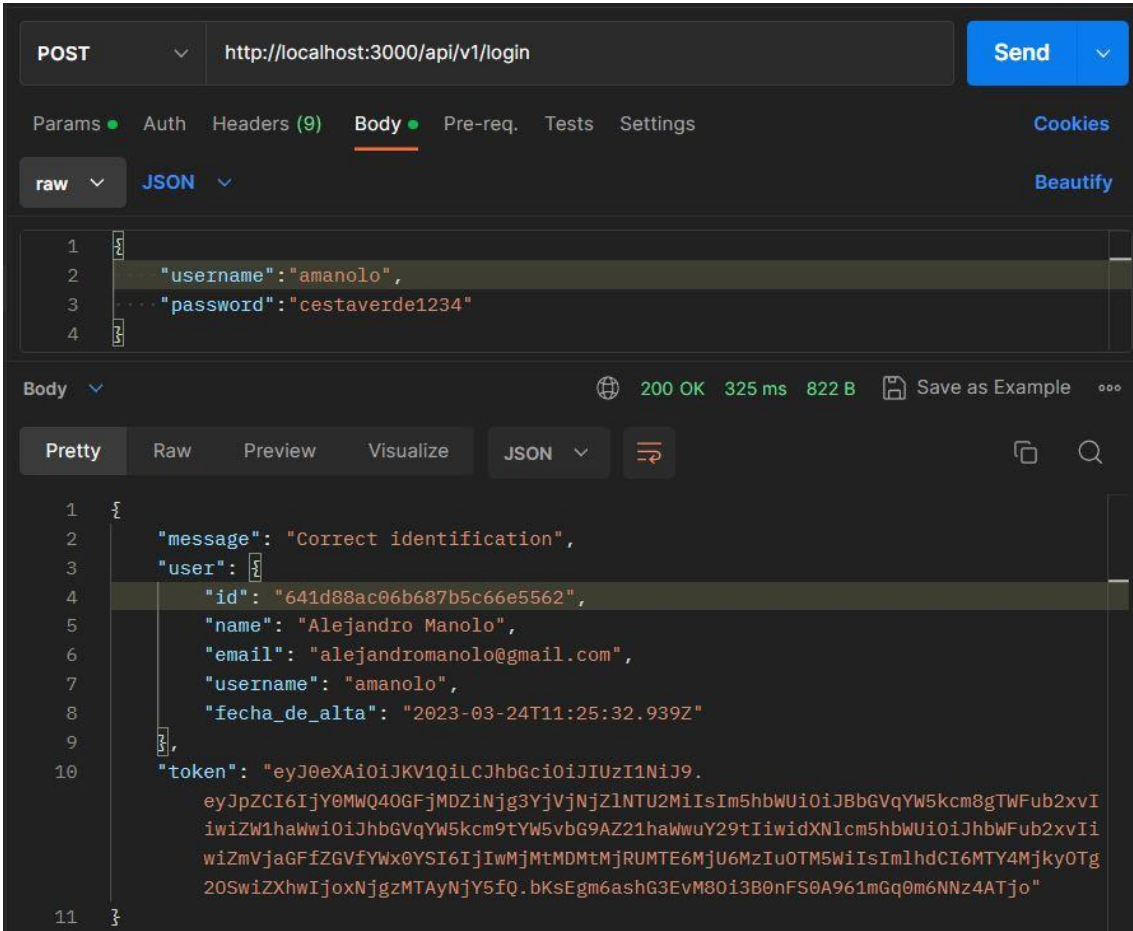 POST http://localhost:3000/api/v1/login Send
Params Auth Headers (9) Body Pre-req. Tests Settings Cookies
raw JSON Beautify
1 {
2 "username":"amanolo",
3 "password":"cestaverde1234"
4 }
Body 200 OK 325 ms 822 B Save as Example
Pretty Raw Preview Visualize JSON
1 {
2 "message": "Correct identification",
3 "user": {
4 "id": "641d88ac06b687b5c66e5562",
5 "name": "Alejandro Manolo",
6 "email": "alejandromanolo@gmail.com",
7 "username": "amanolo",
8 "fecha_de_alta": "2023-03-24T11:25:32.939Z"
9 },
10 "token": "eyJ0eXAiOiJKV1QiLCJhbGciOiJIUzI1NiJ9.
eyJpZCI6IjY0MWQ4OGFjMDZiNjg3YjVjNjZlNTU2MiIsIm5hbWUiOiJBbGVqYW5kcm8gTWFub2xvI
iwiZW1haWwiOiJhbGVqYW5kcm9tYW5vbG9AZ21haWwuY29tIiwidXNlcm5hbWUiOiJhbWFub2xvIi
wiZmVjaGFfZGVfYWx0YSI6IjIwMjMtMDMtMjRUMTE6MjU6MzIuOTM5WiIsImlhdCI6MTY4MjkyOTg
2OSwiZXhwIjoxNjgzMTAyNjY5fQ.bKsEgm6ashG3EvM8Oi3B0nFS0A961mGq0m6NNz4ATjo"
11 }